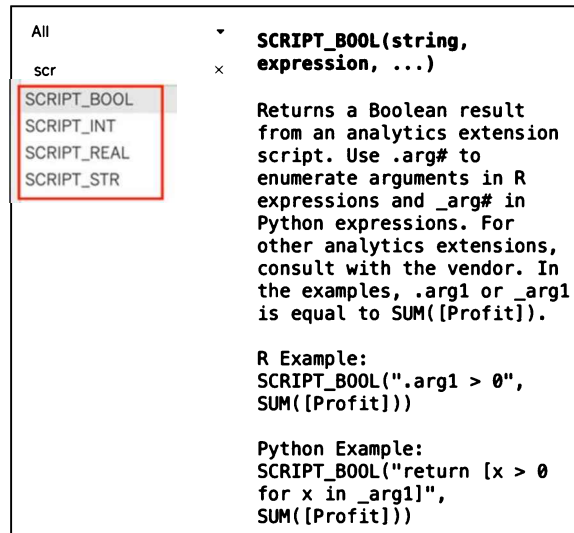 All
scr
×
SCRIPT_BOOL
SCRIPT_INT
SCRIPT_REAL
SCRIPT_STR
SCRIPT_BOOL(string,
expression, ...)
Returns a Boolean result
from an analytics extension
script. Use .arg# to
enumerate arguments in R
expressions and _arg# in
Python expressions. For
other analytics extensions,
consult with the vendor. In
the examples, .arg1 or _arg1
is equal to SUM([Profit]).
R Example:
SCRIPT_BOOL(".arg1 > 0",
SUM([Profit]))
Python Example:
SCRIPT_BOOL("return [x > 0
for x in _arg1]",
SUM([Profit]))